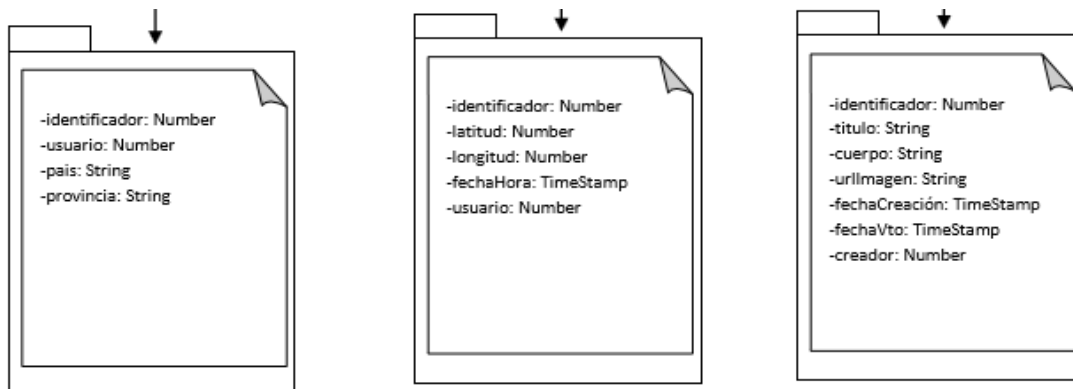 -identificador: Number
-usuario: Number
-pais: String
-provincia: String
-identificador: Number
-latitud: Number
-longitud: Number
-fechaHora: TimeStamp
-usuario: Number
-identificador: Number
-titulo: String
-cuerpo: String
-urlImagen: String
-fechaCreación: TimeStamp
-fechaVto: TimeStamp
-creador: Number